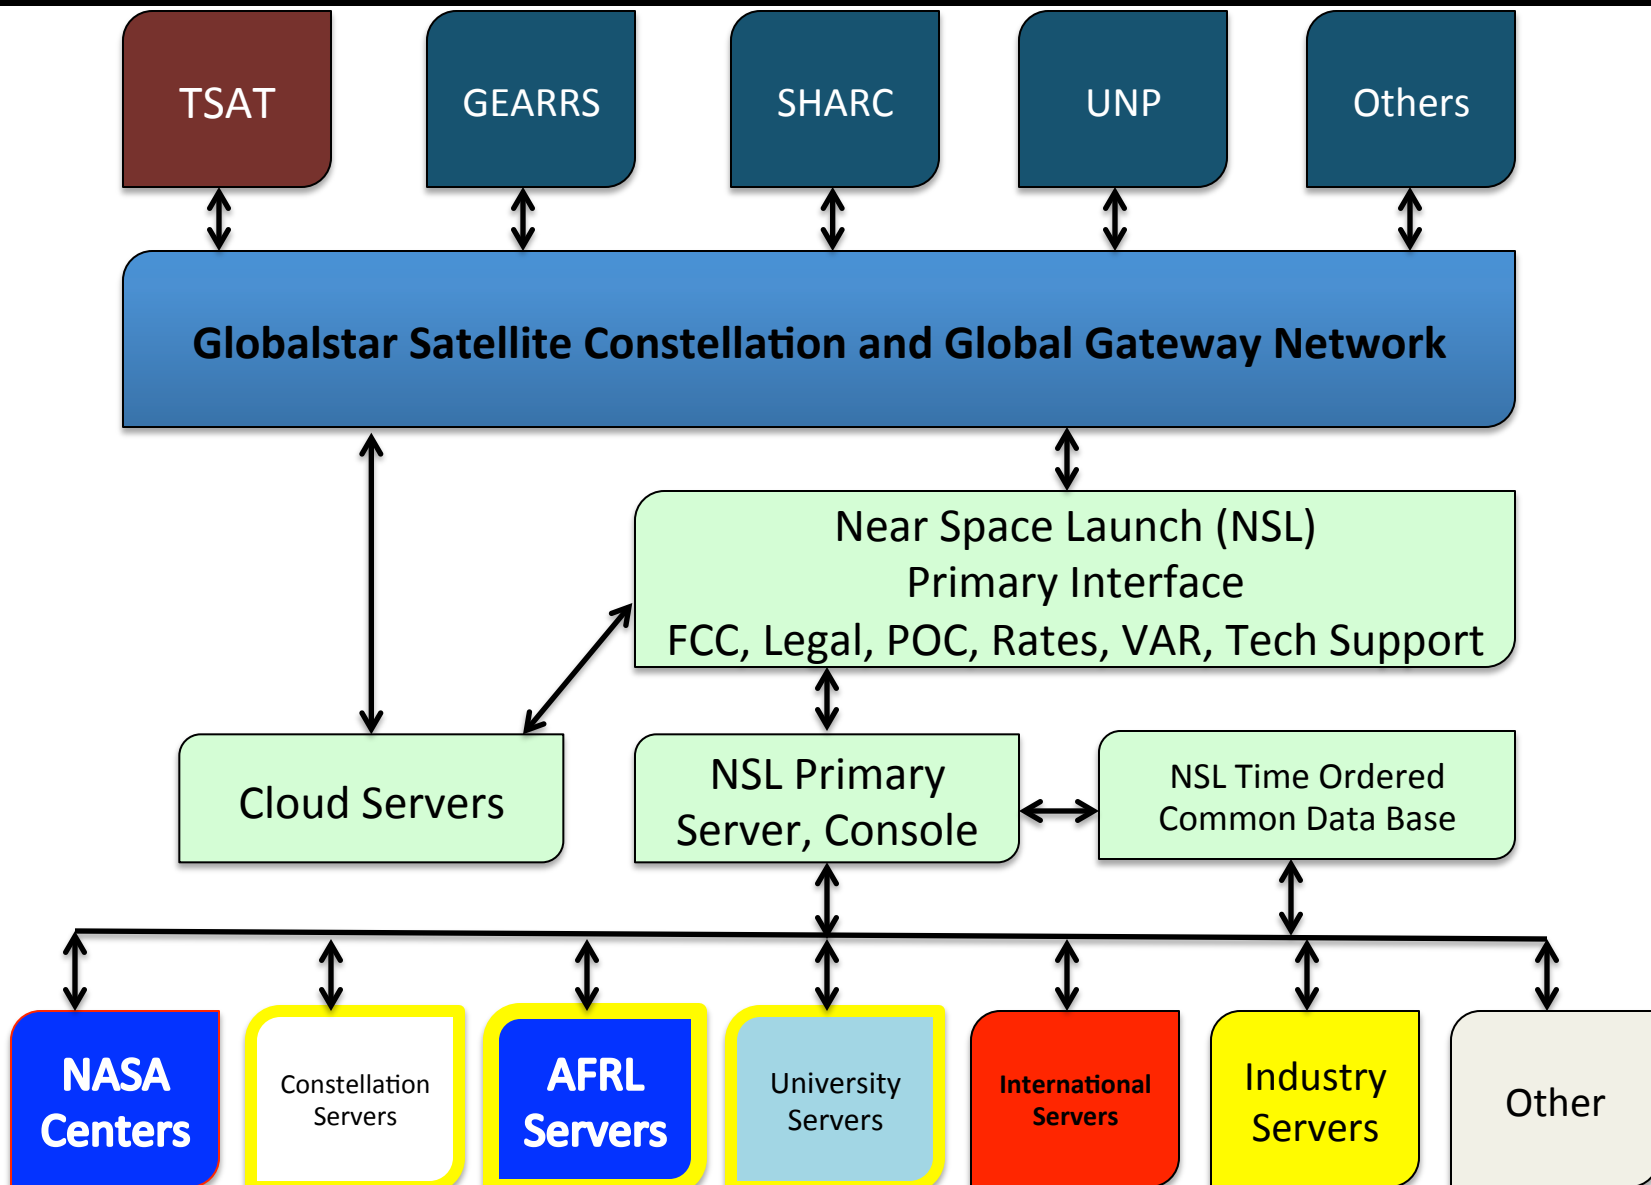 TSAT
GEARRS
SHARC
UNP
Others
Globalstar Satellite Constellation and Global Gateway Network
Near Space Launch (NSL)
Primary Interface
FCC, Legal, POC, Rates, VAR, Tech Support
Cloud Servers
NSL Primary
Server, Console
NSL Time Ordered
Common Data Base
NASA
Centers
Constellation
Servers
AFRL
Servers
University
Servers
International
Servers
Industry
Servers
Other